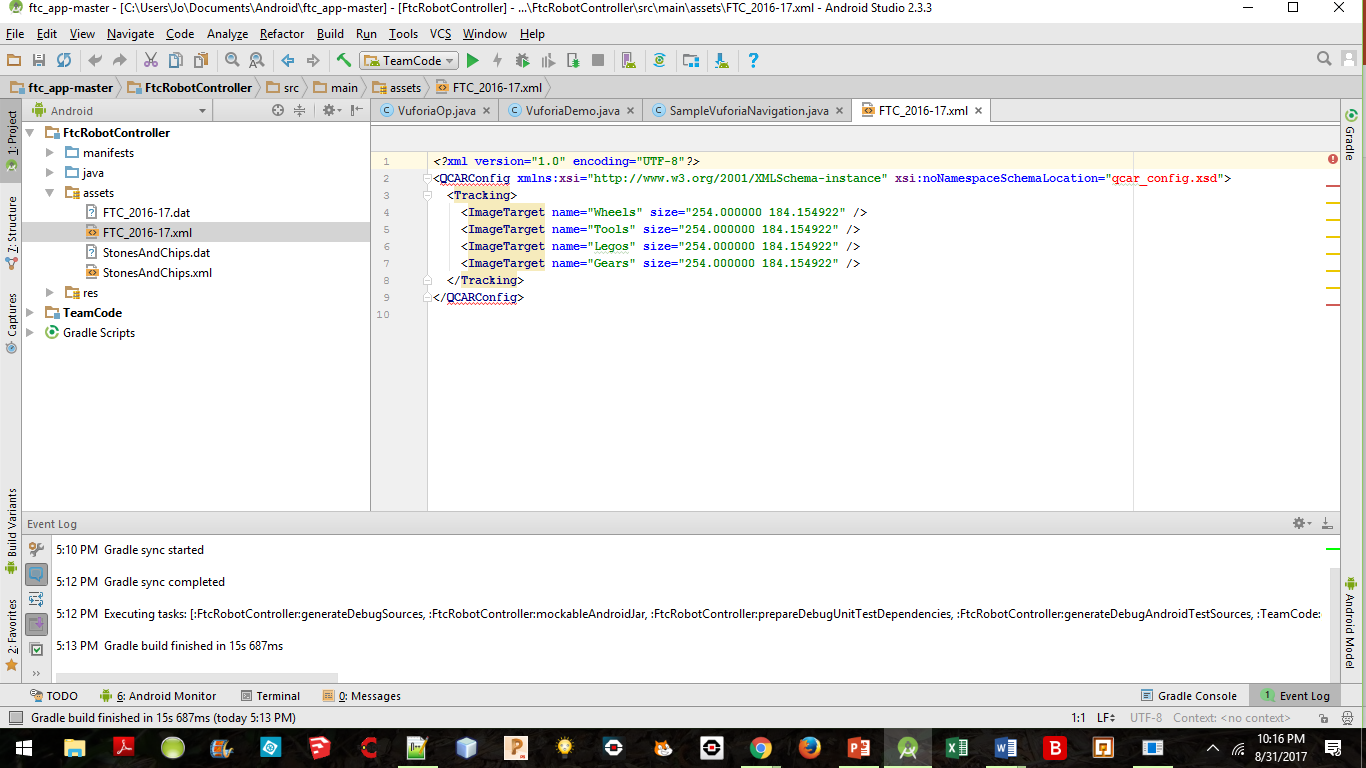 ftc_app-master - [C:\Users\Jo\Documents\Android\ftc_app-master] - [FtcRobotController] - ...\FtcRobotController\src\main\assets\FTC_2016-17.xml - Android Studio 2.3.3
File Edit View Navigate Code Analyze Refactor Build Run Tools VCS Window Help
TeamCode
ftc_app-master FtcRobotController src main assets FTC_2016-17.xml
1: Project
Android
VuforiaOp.java VuforiaDemo.java SampleVuforiaNavigation.java FTC_2016-17.xml
Gradle
FtcRobotController
manifests
java
assets
FTC_2016-17.dat
FTC_2016-17.xml
StonesAndChips.dat
StonesAndChips.xml
res
TeamCode
Gradle Scripts
7: Structure
Captures
Build Variants
2: Favorites
1 <?xml version="1.0" encoding="UTF-8"?>
2 <QCARConfig xmlns:xsi="http://www.w3.org/2001/XMLSchema-instance" xsi:noNamespaceSchemaLocation="qcar_config.xsd">
3 <Tracking>
4 <ImageTarget name="Wheels" size="254.000000 184.154922" />
5 <ImageTarget name="Tools" size="254.000000 184.154922" />
6 <ImageTarget name="Legos" size="254.000000 184.154922" />
7 <ImageTarget name="Gears" size="254.000000 184.154922" />
8 </Tracking>
9 </QCARConfig>
10
Event Log
5:10 PM Gradle sync started
5:12 PM Gradle sync completed
5:12 PM Executing tasks: [:FtcRobotController:generateDebugSources, :FtcRobotController:mockableAndroidJar, :FtcRobotController:prepareDebugUnitTestDependencies, :FtcRobotController:generateDebugAndroidTestSources, :TeamCode:
5:13 PM Gradle build finished in 15s 687ms
Android Model
TODO 6: Android Monitor Terminal 0: Messages Gradle Console 1 Event Log
Gradle build finished in 15s 687ms (today 5:13 PM) 1:1 LF÷ UTF-8 Context: <no context>
10:16 PM
8/31/2017